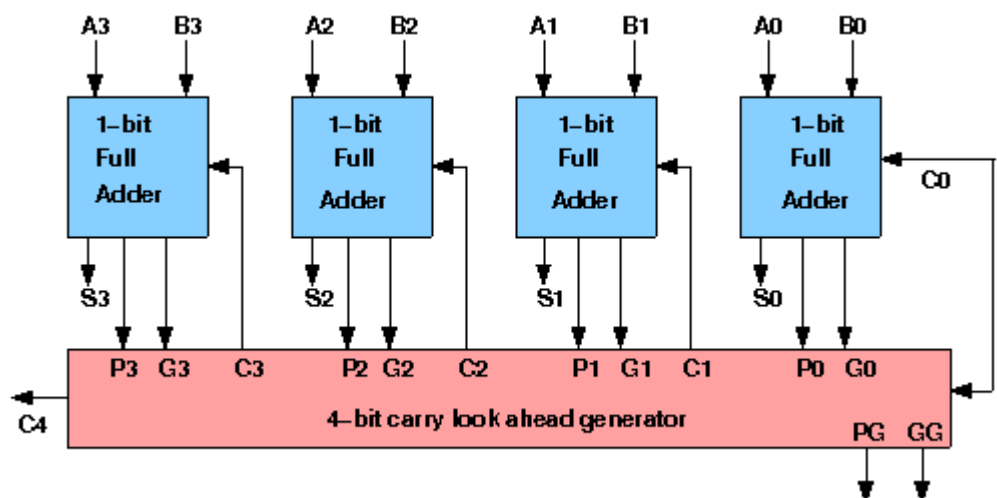 A3 B3 A2 B2 A1 B1 A0 B0
1-bit Full Adder
1-bit Full Adder
1-bit Full Adder
1-bit Full Adder
C0
S3 S2 S1 S0
P3 G3 C3 P2 G2 C2 P1 G1 C1 P0 G0
C4
4-bit carry look ahead generator
PG GG